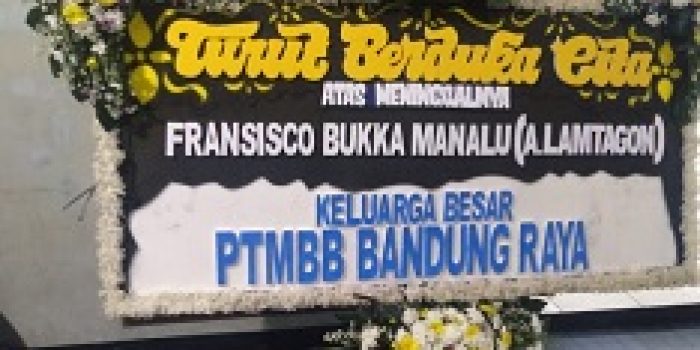 Turut Berduka Cita
ATAS MENINGGALNYA
FRANSISCO BUKKA MANALU (A.LAMTAGON)
KELUARGA BESAR
PTMBB BANDUNG RAYA